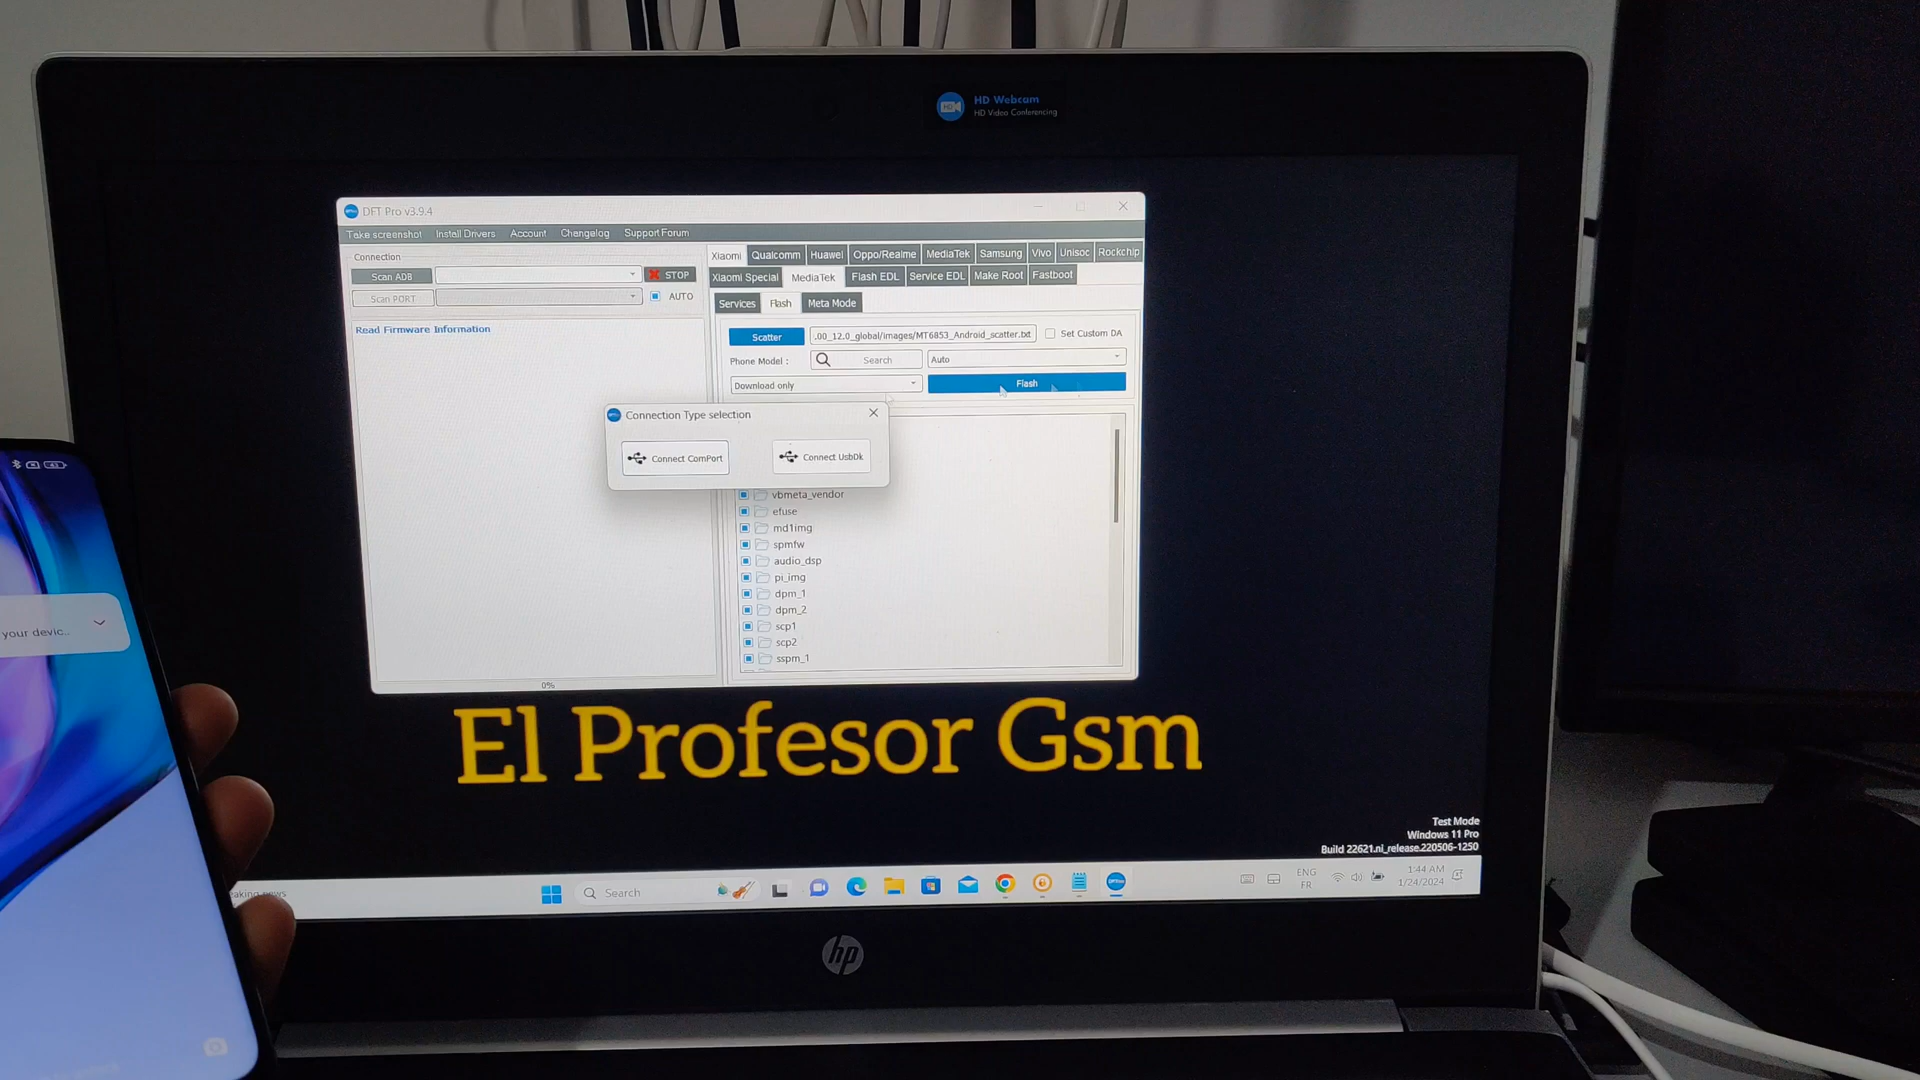 HD Webcam
HD Video Conferencing
DFT Pro v3.9.4
Take screenshot Install Drivers Account Changelog Support Forum
Connection
Scan ADB STOP
Scan PORT AUTO
Read Firmware Information
0%
Xiaomi Qualcomm Huawei Oppo/Realme MediaTek Samsung Vivo Unisoc Rockchip
Xiaomi Special MediaTek Flash EDL Service EDL Make Root Fastboot
Services Flash Meta Mode
Scatter .00_12.0_global/images/MT6853_Android_scatter.txt Set Custom DA
Phone Model : Search Auto
Download only Flash
Connection Type selection
Connect ComPort Connect UsbDk
vbmeta_vendor
efuse
md1img
spmfw
audio_dsp
pi_img
dpm_1
dpm_2
scp1
scp2
sspm_1
your devic...
El Profesor Gsm
Test Mode
Windows 11 Pro
Build 22621.ni_release.220506-1250
news
Search
ENG
FR
1:44 AM
1/24/2024
hp